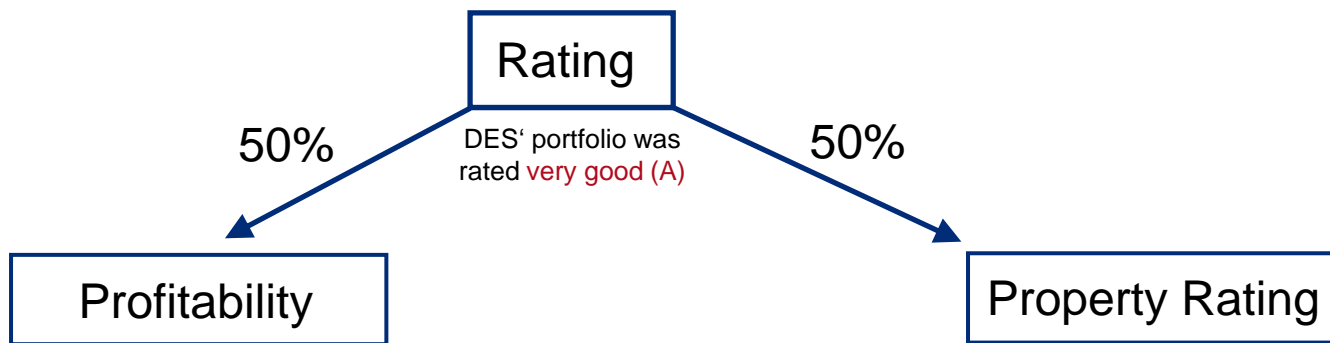 Rating
50%
DES‘ portfolio was
rated very good (A)
50%
Profitability
Property Rating